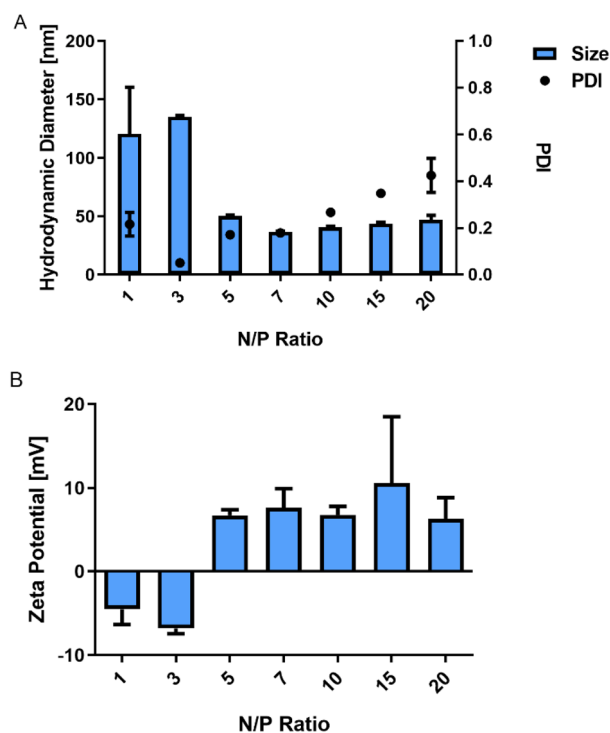 A
200
150
100
50
0
Hydrodynamic Diameter [nm]
1.0
0.8
0.6
0.4
0.2
0.0
PDI
Size
PDI
1 3 5 7 10 15 20
N/P Ratio
B
20
10
0
-10
Zeta Potential [mV]
1 3 5 7 10 15 20
N/P Ratio